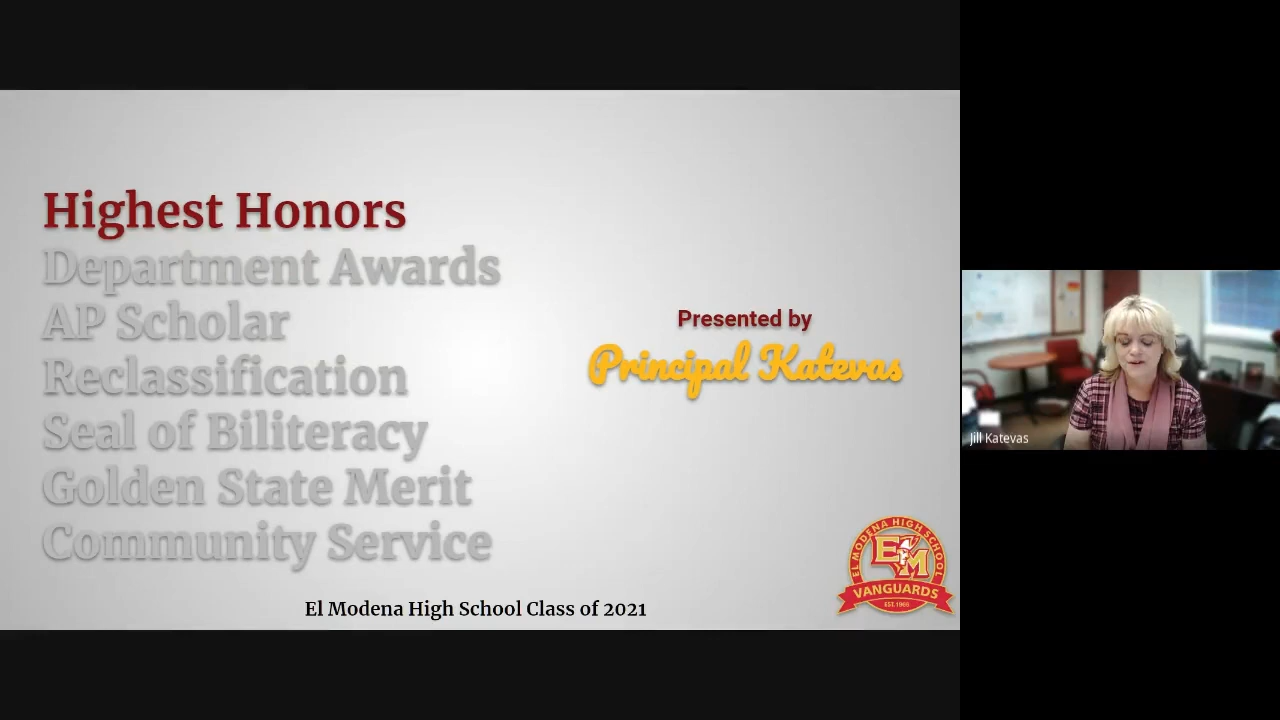 Highest Honors
Department Awards
AP Scholar
Reclassification
Seal of Biliteracy
Golden State Merit
Community Service
Presented by
Principal Katevas
El Modena High School Class of 2021
EL MODENA HIGH SCHOOL
EM
VANGUARDS
EST. 1966
Jill Katevas